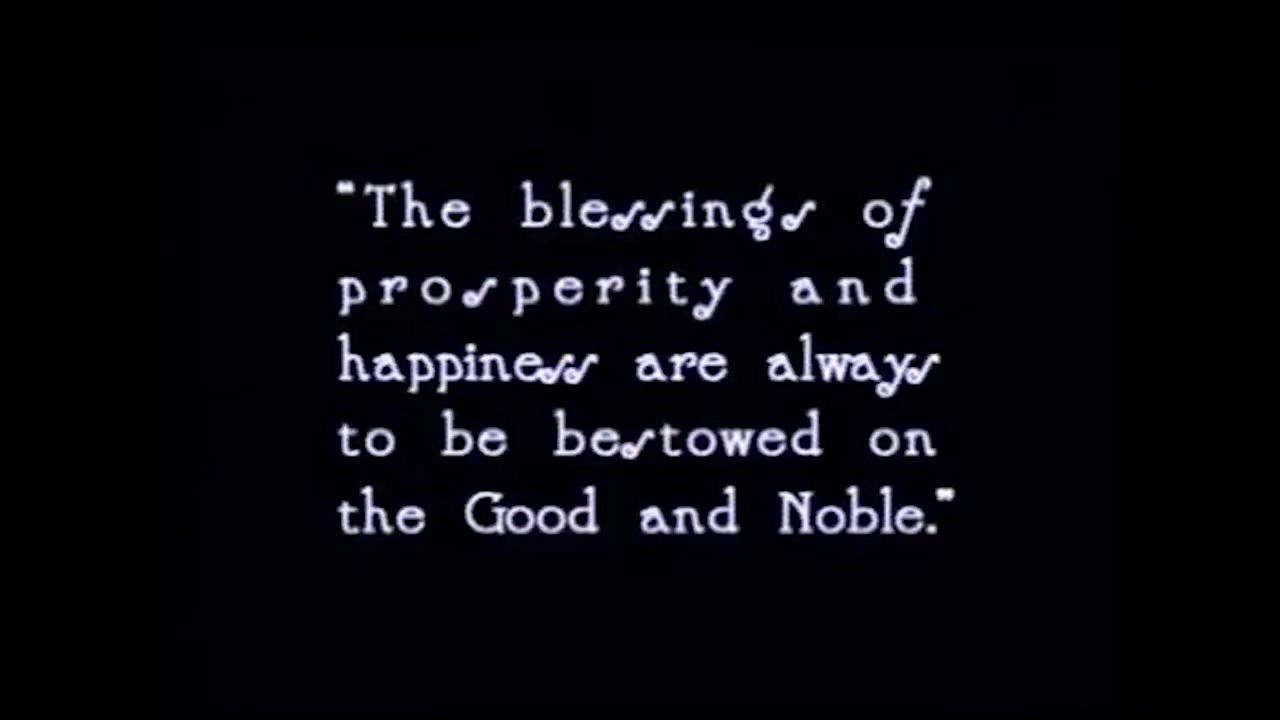 "The blessings of
prosperity and
happiness are always
to be bestowed on
the Good and Noble."